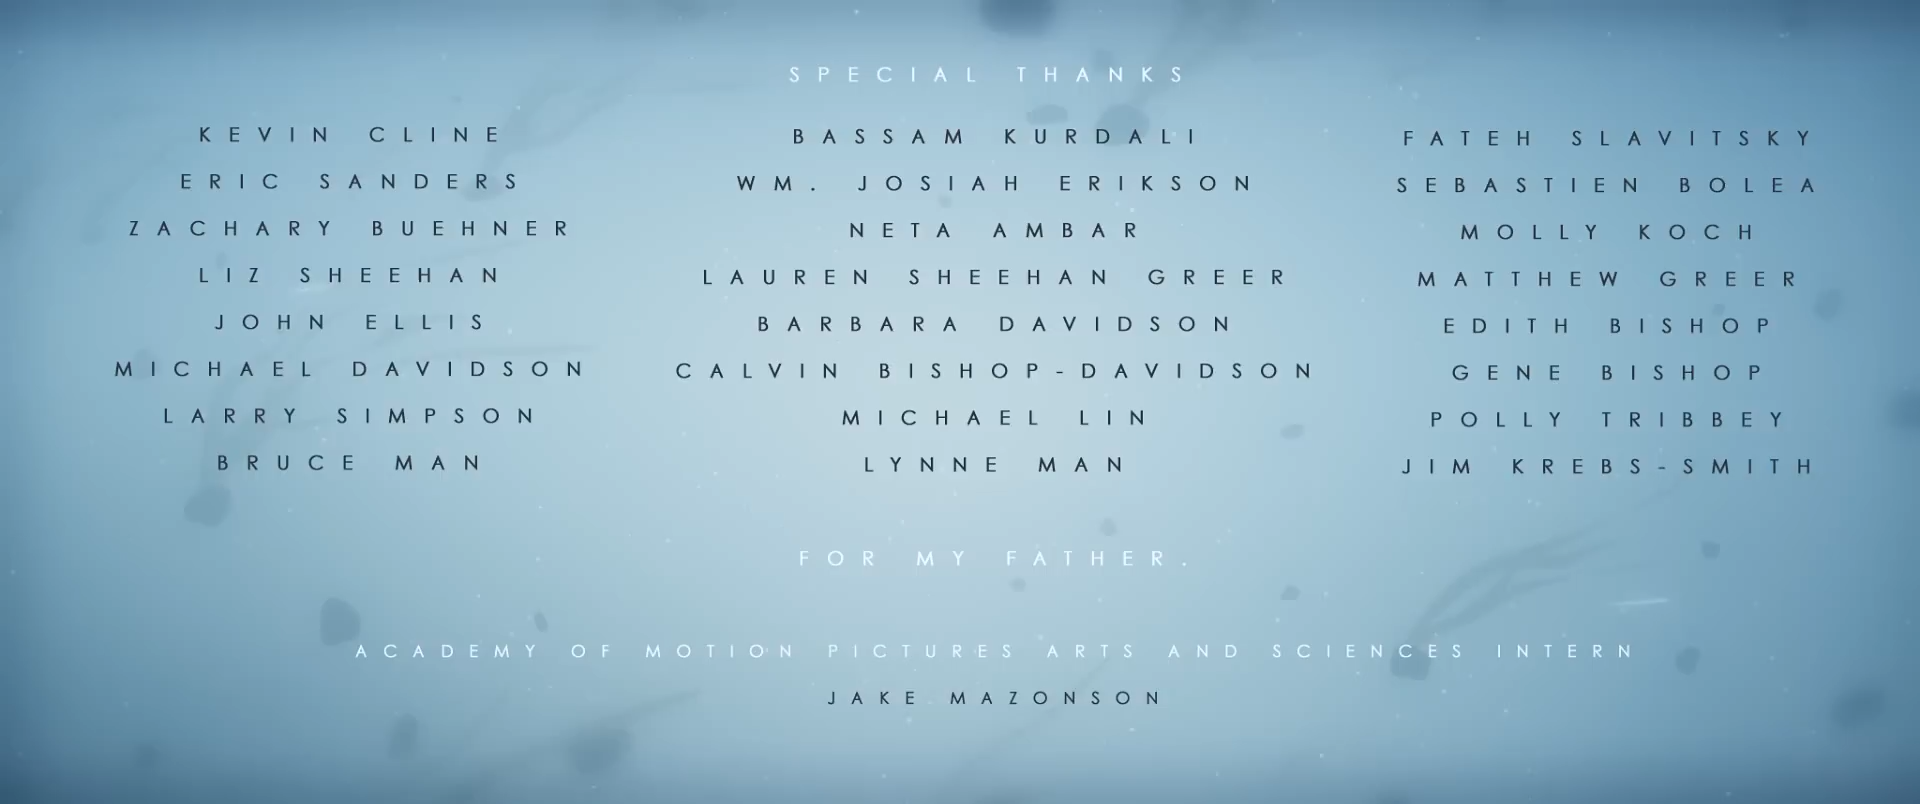 SPECIAL THANKS
KEVIN CLINE
ERIC SANDERS
ZACHARY BUEHNER
LIZ SHEEHAN
JOHN ELLIS
MICHAEL DAVIDSON
LARRY SIMPSON
BRUCE MAN
BASSAM KURDALI
WM. JOSIAH ERIKSON
NETA AMBAR
LAUREN SHEEHAN GREER
BARBARA DAVIDSON
CALVIN BISHOP-DAVIDSON
MICHAEL LIN
LYNNE MAN
FATEH SLAVITSKY
SEBASTIEN BOLEA
MOLLY KOCH
MATTHEW GREER
EDITH BISHOP
GENE BISHOP
POLLY TRIBBEY
JIM KREBS-SMITH
FOR MY FATHER.
ACADEMY OF MOTION PICTURES ARTS AND SCIENCES INTERN
JAKE MAZONSON